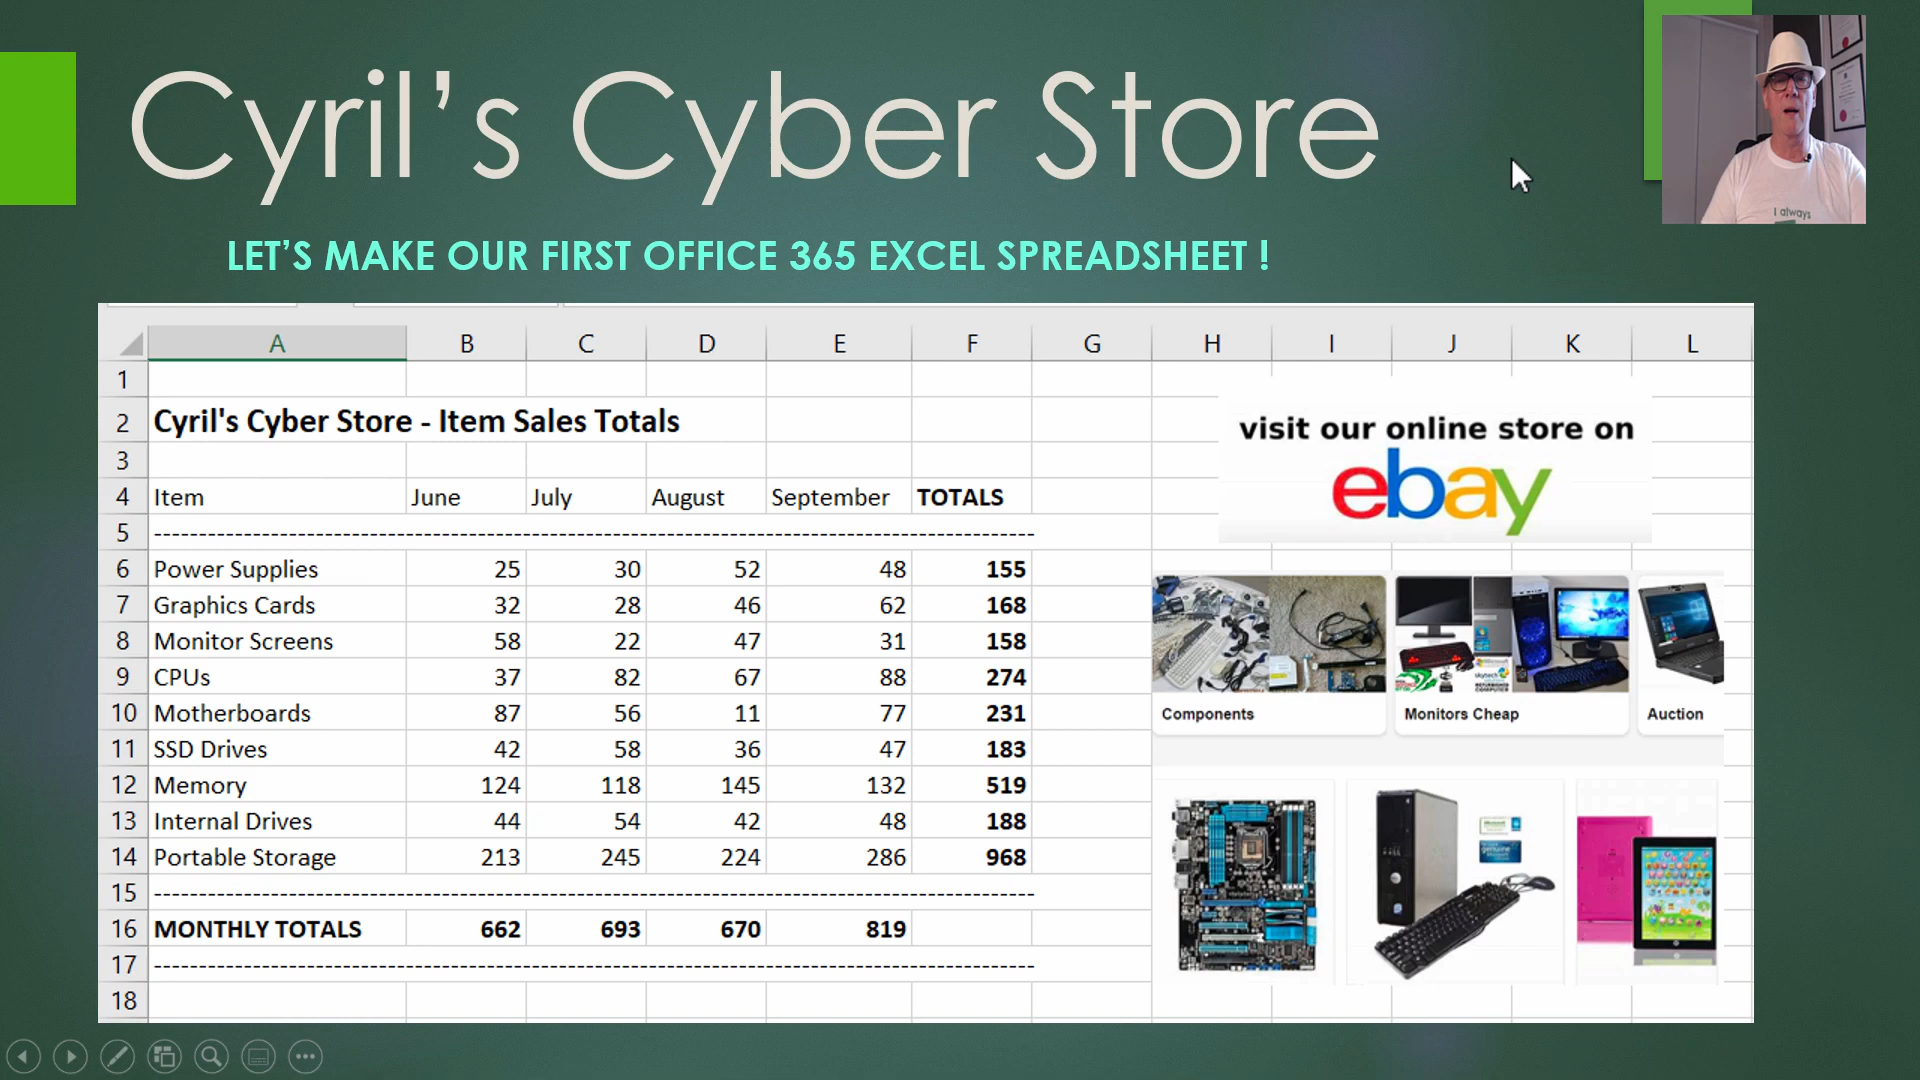 Cyril's Cyber Store
I always
LET'S MAKE OUR FIRST OFFICE 365 EXCEL SPREADSHEET !
A B C D E F G H I J K L
1
2 Cyril's Cyber Store - Item Sales Totals
visit our online store on
3
ebay
4 Item June July August September TOTALS
5 --------------------------------------------------------------------------------------------------
6 Power Supplies 25 30 52 48 155
7 Graphics Cards 32 28 46 62 168
8 Monitor Screens 58 22 47 31 158
9 CPUs 37 82 67 88 274
10 Motherboards 87 56 11 77 231
Components Monitors Cheap Auction
11 SSD Drives 42 58 36 47 183
12 Memory 124 118 145 132 519
13 Internal Drives 44 54 42 48 188
14 Portable Storage 213 245 224 286 968
15 --------------------------------------------------------------------------------------------------
16 MONTHLY TOTALS 662 693 670 819
17 --------------------------------------------------------------------------------------------------
18